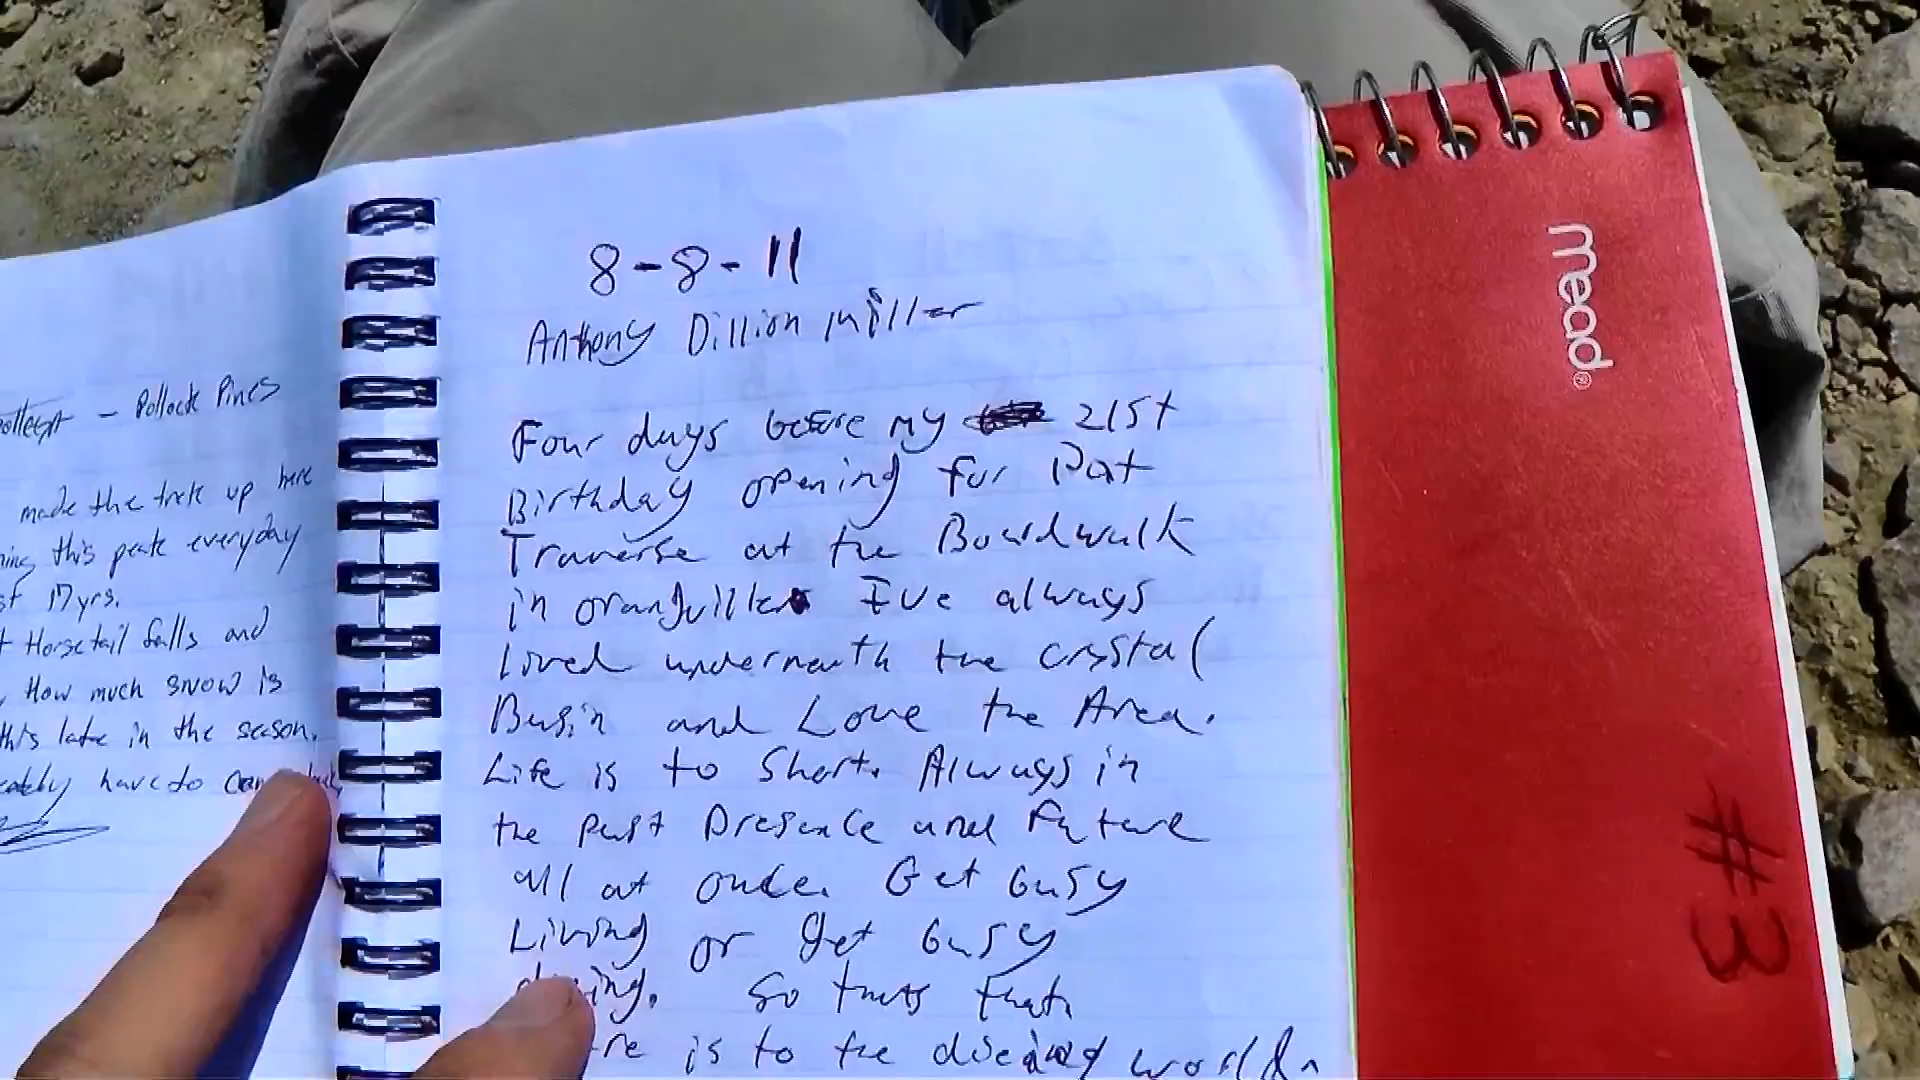 - Pollock Pines
made the trek up here
this peak everyday
17 yrs.
Horsetail falls and
How much snow is
this late in the season.
have to
8-8-11
Anthony Dillion Miller
Four days before my 21st
Birthday opening for Pat
Traverse at the Boardwalk
in orangville I've always
Lived underneath the crystal
Basin and Love the Area.
Life is to short. Always in
the past Presence and Future
all at once. Get busy
Living or get busy
So thats that.
is to the world
mead
#3